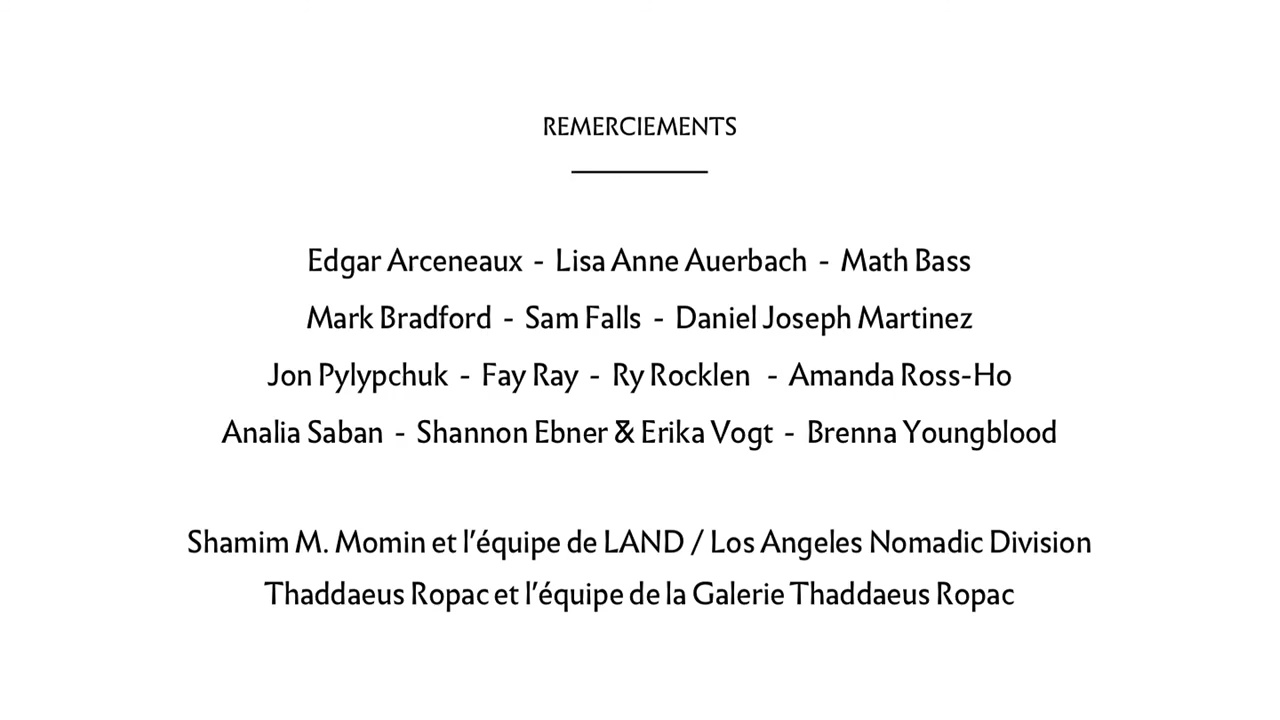 REMERCIEMENTS
Edgar Arceneaux - Lisa Anne Auerbach - Math Bass
Mark Bradford - Sam Falls - Daniel Joseph Martinez
Jon Pylypchuk - Fay Ray - Ry Rocklen - Amanda Ross-Ho
Analia Saban - Shannon Ebner & Erika Vogt - Brenna Youngblood
Shamim M. Momin et l'équipe de LAND / Los Angeles Nomadic Division
Thaddaeus Ropac et l'équipe de la Galerie Thaddaeus Ropac